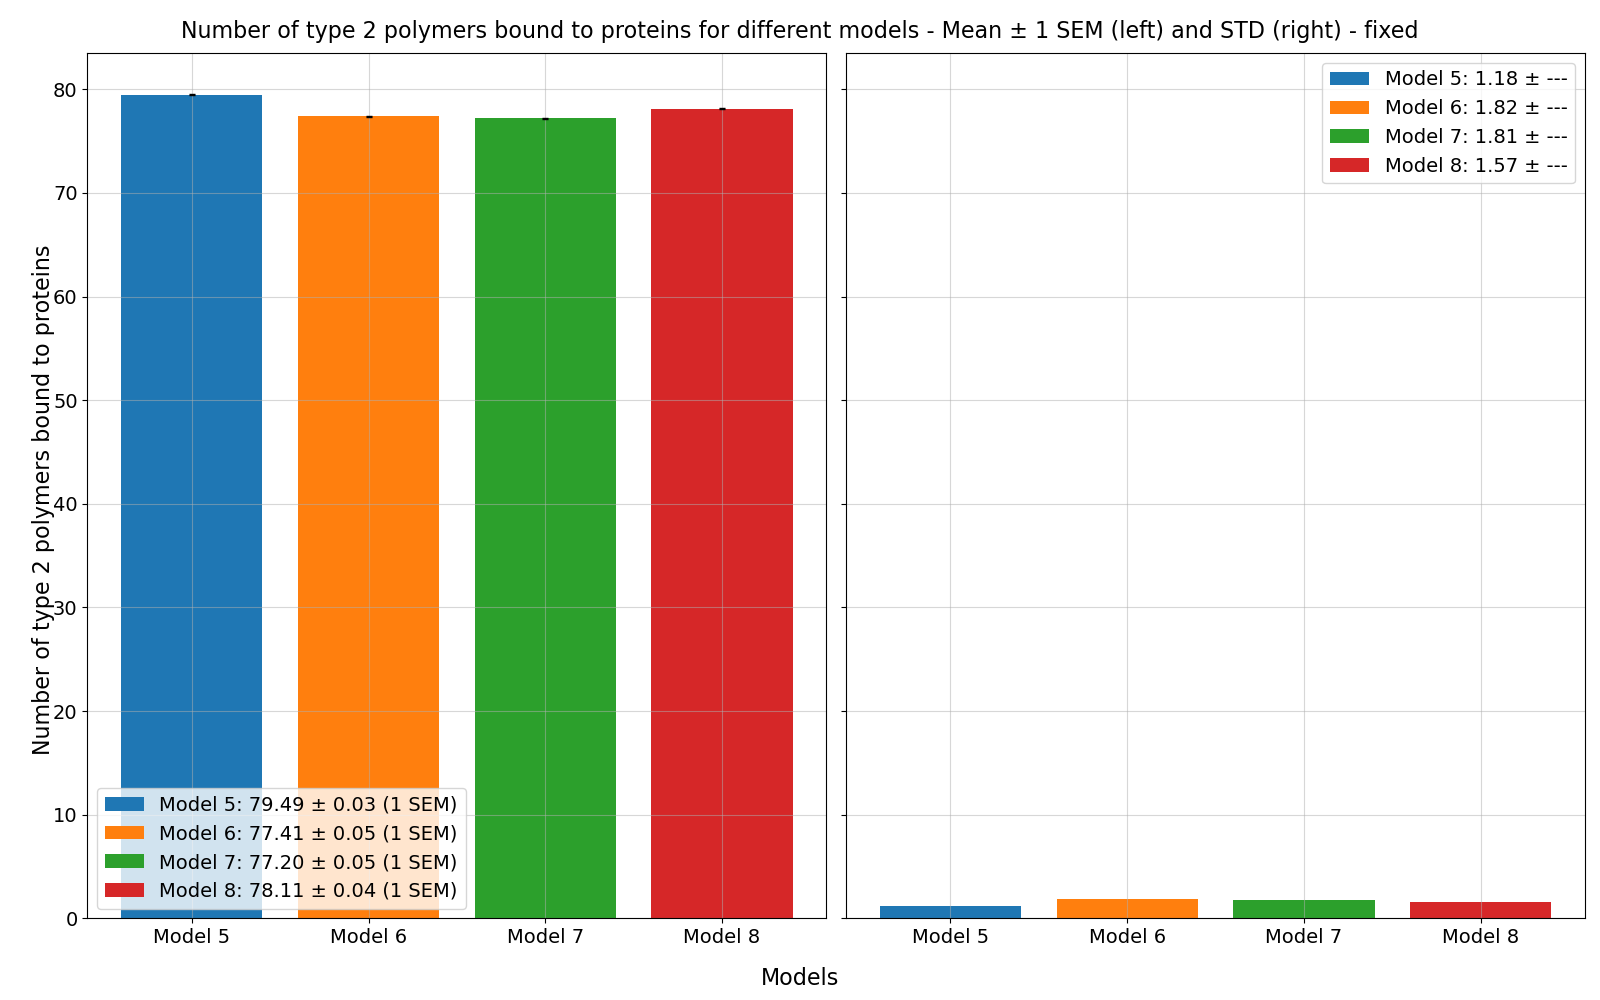 Number of type 2 polymers bound to proteins for different models - Mean ± 1 SEM (left) and STD (right) - fixed
Number of type 2 polymers bound to proteins
80
70
60
50
40
30
20
10
0
Model 5: 79.49 ± 0.03 (1 SEM)
Model 6: 77.41 ± 0.05 (1 SEM)
Model 7: 77.20 ± 0.05 (1 SEM)
Model 8: 78.11 ± 0.04 (1 SEM)
Model 5 Model 6 Model 7 Model 8
Model 5: 1.18 ± ---
Model 6: 1.82 ± ---
Model 7: 1.81 ± ---
Model 8: 1.57 ± ---
Model 5 Model 6 Model 7 Model 8
Models